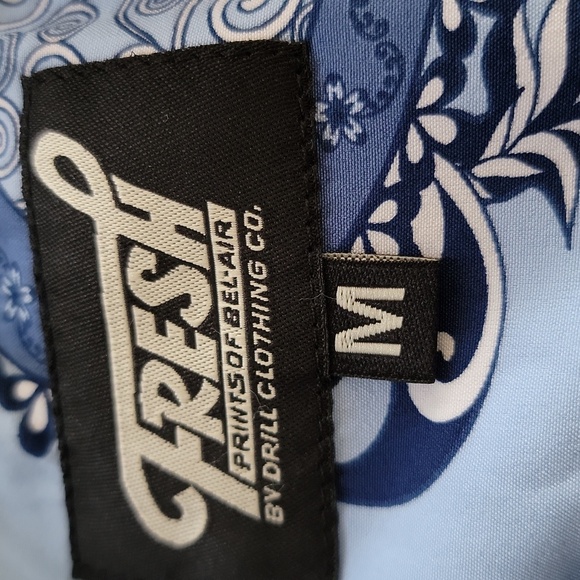 FRESH
PRINTS OF BEL-AIR
BY DRILL CLOTHING CO.
M